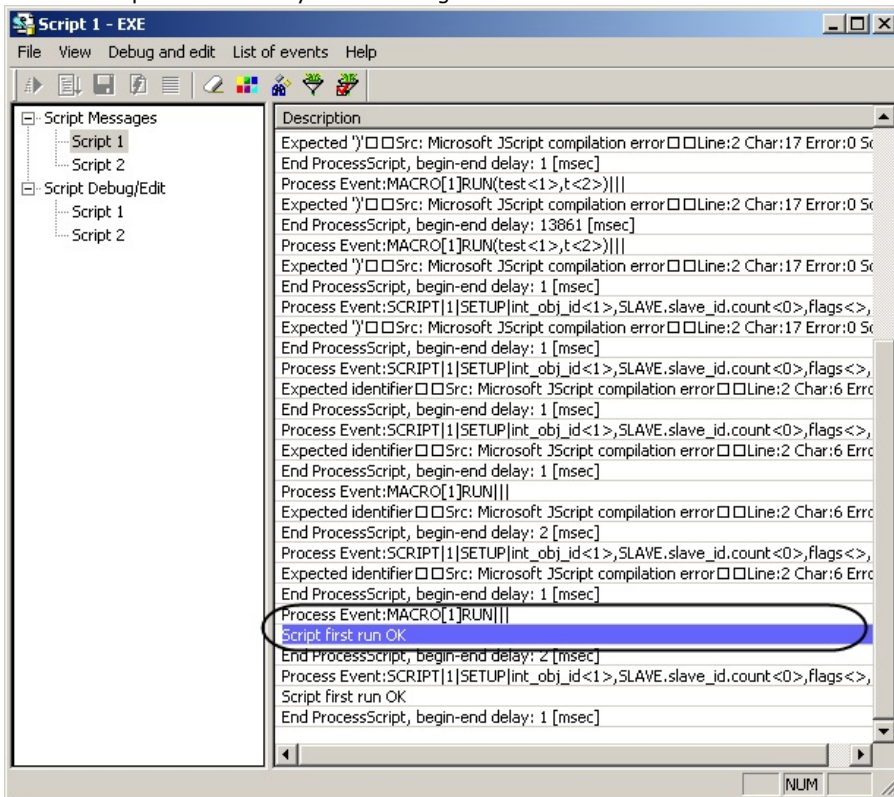 Script 1 - EXE
File View Debug and edit List of events Help
Script Messages
Script 1
Script 2
Script Debug/Edit
Script 1
Script 2
Description
Expected ')'□□Src: Microsoft JScript compilation error□□Line:2 Char:17 Error:0
End ProcessScript, begin-end delay: 1 [msec]
Process Event:MACRO[1]RUN(test<1>,t<2>)|||
Expected ')'□□Src: Microsoft JScript compilation error□□Line:2 Char:17 Error:0
End ProcessScript, begin-end delay: 13861 [msec]
Process Event:MACRO[1]RUN(test<1>,t<2>)|||
Expected ')'□□Src: Microsoft JScript compilation error□□Line:2 Char:17 Error:0
End ProcessScript, begin-end delay: 1 [msec]
Process Event:SCRIPT|1|SETUP|int_obj_id<1>,SLAVE.slave_id.count<0>,flags<>,
Expected ')'□□Src: Microsoft JScript compilation error□□Line:2 Char:17 Error:0
End ProcessScript, begin-end delay: 1 [msec]
Process Event:SCRIPT|1|SETUP|int_obj_id<1>,SLAVE.slave_id.count<0>,flags<>,
Expected identifier□□Src: Microsoft JScript compilation error□□Line:2 Char:6
End ProcessScript, begin-end delay: 1 [msec]
Process Event:SCRIPT|1|SETUP|int_obj_id<1>,SLAVE.slave_id.count<0>,flags<>,
Expected identifier□□Src: Microsoft JScript compilation error□□Line:2 Char:6
End ProcessScript, begin-end delay: 1 [msec]
Process Event:MACRO[1]RUN|||
Expected identifier□□Src: Microsoft JScript compilation error□□Line:2 Char:6
End ProcessScript, begin-end delay: 2 [msec]
Process Event:SCRIPT|1|SETUP|int_obj_id<1>,SLAVE.slave_id.count<0>,flags<>,
Expected identifier□□Src: Microsoft JScript compilation error□□Line:2 Char:6
End ProcessScript, begin-end delay: 1 [msec]
Process Event:MACRO[1]RUN|||
Script first run OK
End ProcessScript, begin-end delay: 2 [msec]
Process Event:SCRIPT|1|SETUP|int_obj_id<1>,SLAVE.slave_id.count<0>,flags<>,
Script first run OK
End ProcessScript, begin-end delay: 1 [msec]
NUM